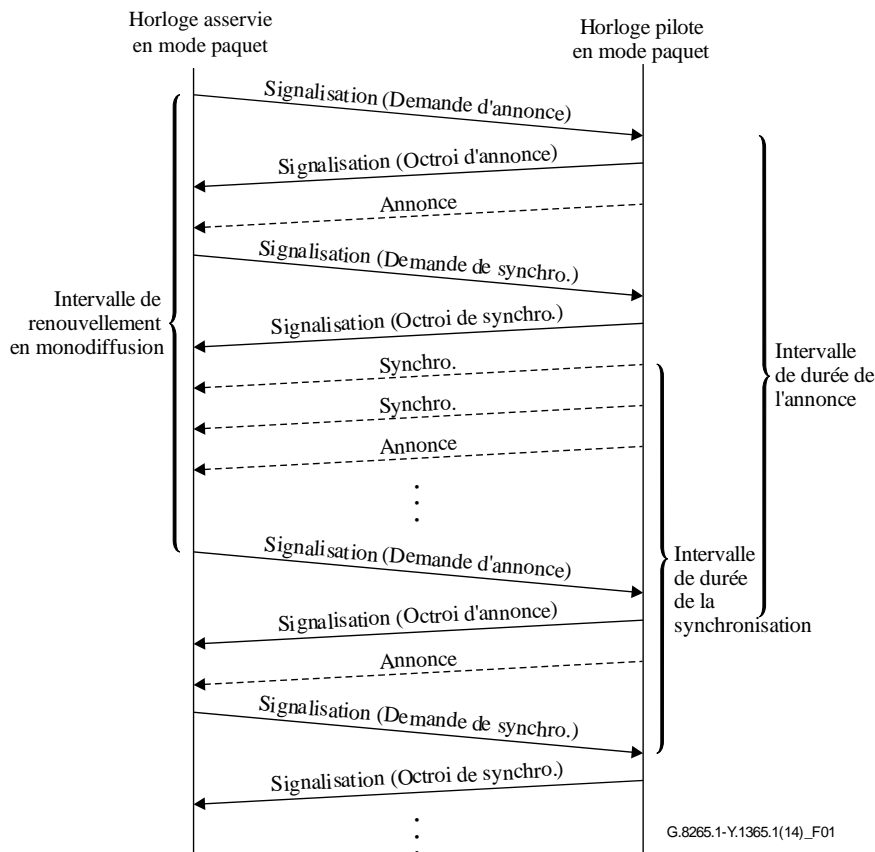 Horloge asservie
en mode paquet
Horloge pilote
en mode paquet
Signalisation (Demande d'annonce)
Signalisation (Octroi d'annonce)
Annonce
Signalisation (Demande de synchro.)
Intervalle de
renouvellement
en monodiffusion
Signalisation (Octroi de synchro.)
Synchro.
Synchro.
Annonce
Intervalle
de durée de
l'annonce
Signalisation (Demande d'annonce)
Intervalle
de durée
de la
synchronisation
Signalisation (Octroi d'annonce)
Annonce
Signalisation (Demande de synchro.)
Signalisation (Octroi de synchro.)
G.8265.1-Y.1365.1(14)_F01